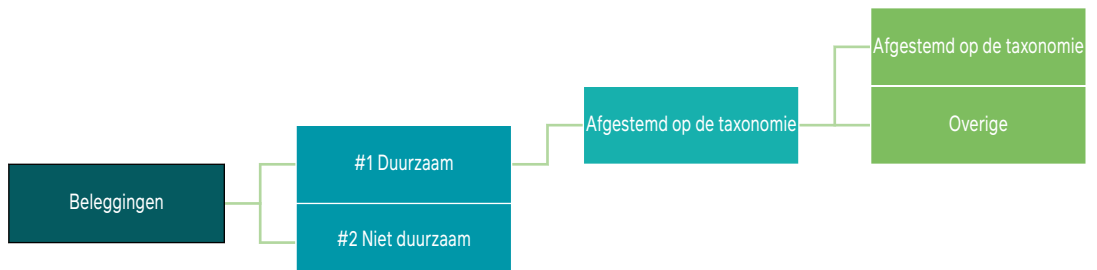 Beleggingen
#1 Duurzaam
#2 Niet duurzaam
Afgestemd op de taxonomie
Afgestemd op de taxonomie
Overige